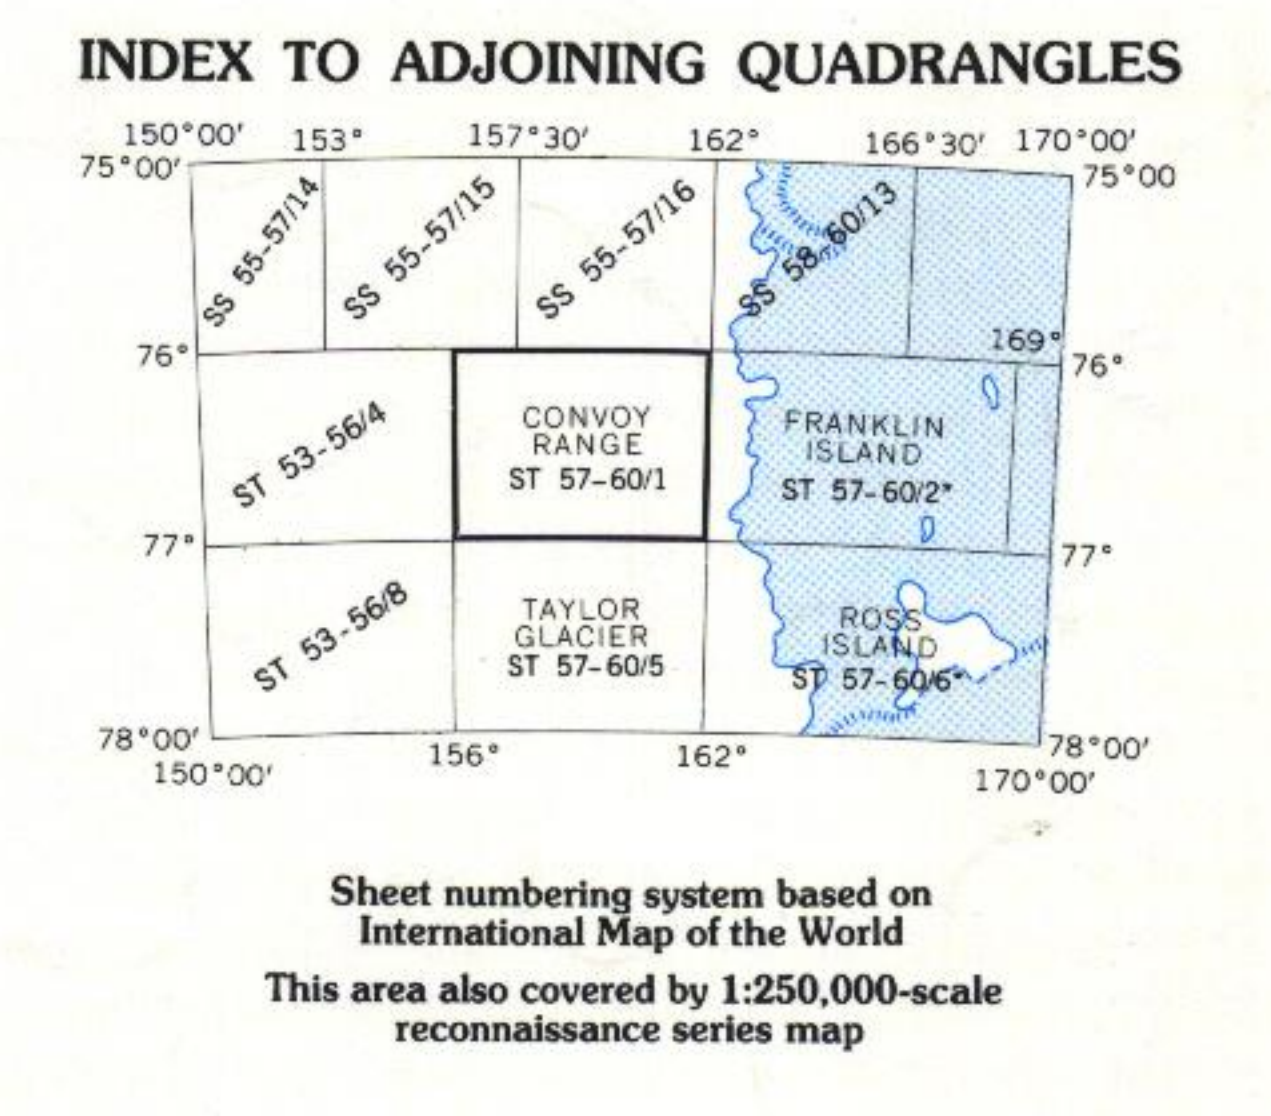 INDEX TO ADJOINING QUADRANGLES
150°00′ 153° 157°30′ 162° 166°30′ 170°00′
75°00′ 75°00
SS 55-57/14 SS 55-57/15 SS 55-57/16 SS 58-60/13
169°
76° 76°
ST 53-56/4
CONVOY
RANGE
ST 57-60/1
FRANKLIN
ISLAND
ST 57-60/2*
77° 77°
ST 53-56/8
TAYLOR
GLACIER
ST 57-60/5
ROSS
ISLAND
ST 57-60/6*
78°00′ 78°00′
150°00′ 156° 162° 170°00′
Sheet numbering system based on
International Map of the World
This area also covered by 1:250,000-scale
reconnaissance series map